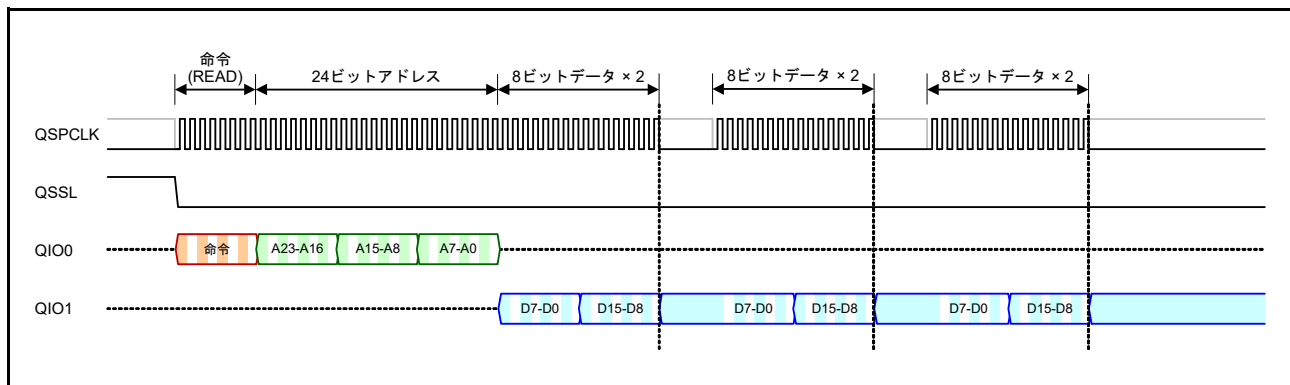 命令
(READ)
24ビットアドレス
8ビットデータ × 2
8ビットデータ × 2
8ビットデータ × 2
QSPCLK
QSSL
QIO0
命令
A23-A16
A15-A8
A7-A0
QIO1
D7-D0
D15-D8
D7-D0
D15-D8
D7-D0
D15-D8